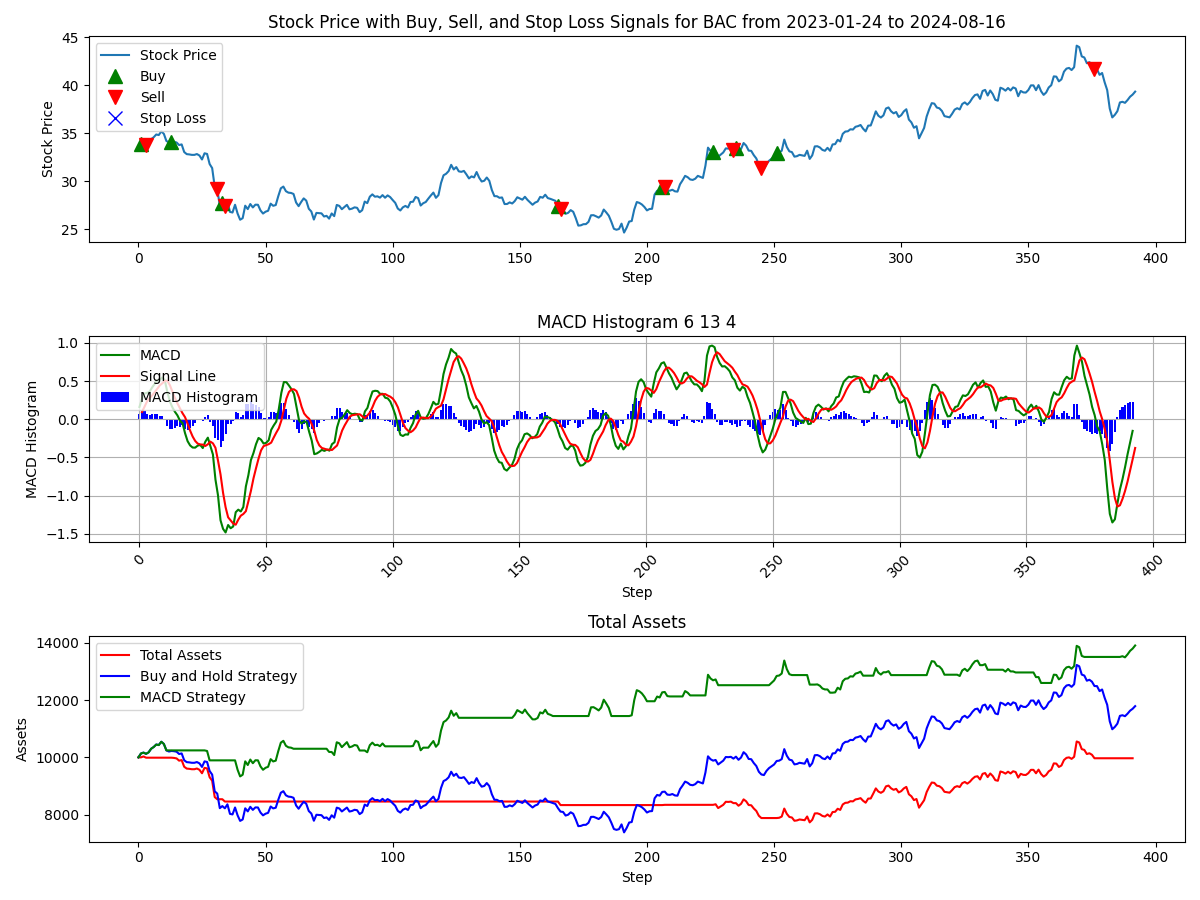 Stock Price with Buy, Sell, and Stop Loss Signals for BAC from 2023-01-24 to 2024-08-16
45
40
35
30
25
Stock Price
Stock Price
Buy
Sell
Stop Loss
0 50 100 150 200 250 300 350 400
Step
MACD Histogram 6 13 4
1.0
0.5
0.0
−0.5
−1.0
−1.5
MACD Histogram
MACD
Signal Line
MACD Histogram
0 50 100 150 200 250 300 350 400
Step
Total Assets
14000
12000
10000
8000
Assets
Total Assets
Buy and Hold Strategy
MACD Strategy
0 50 100 150 200 250 300 350 400
Step